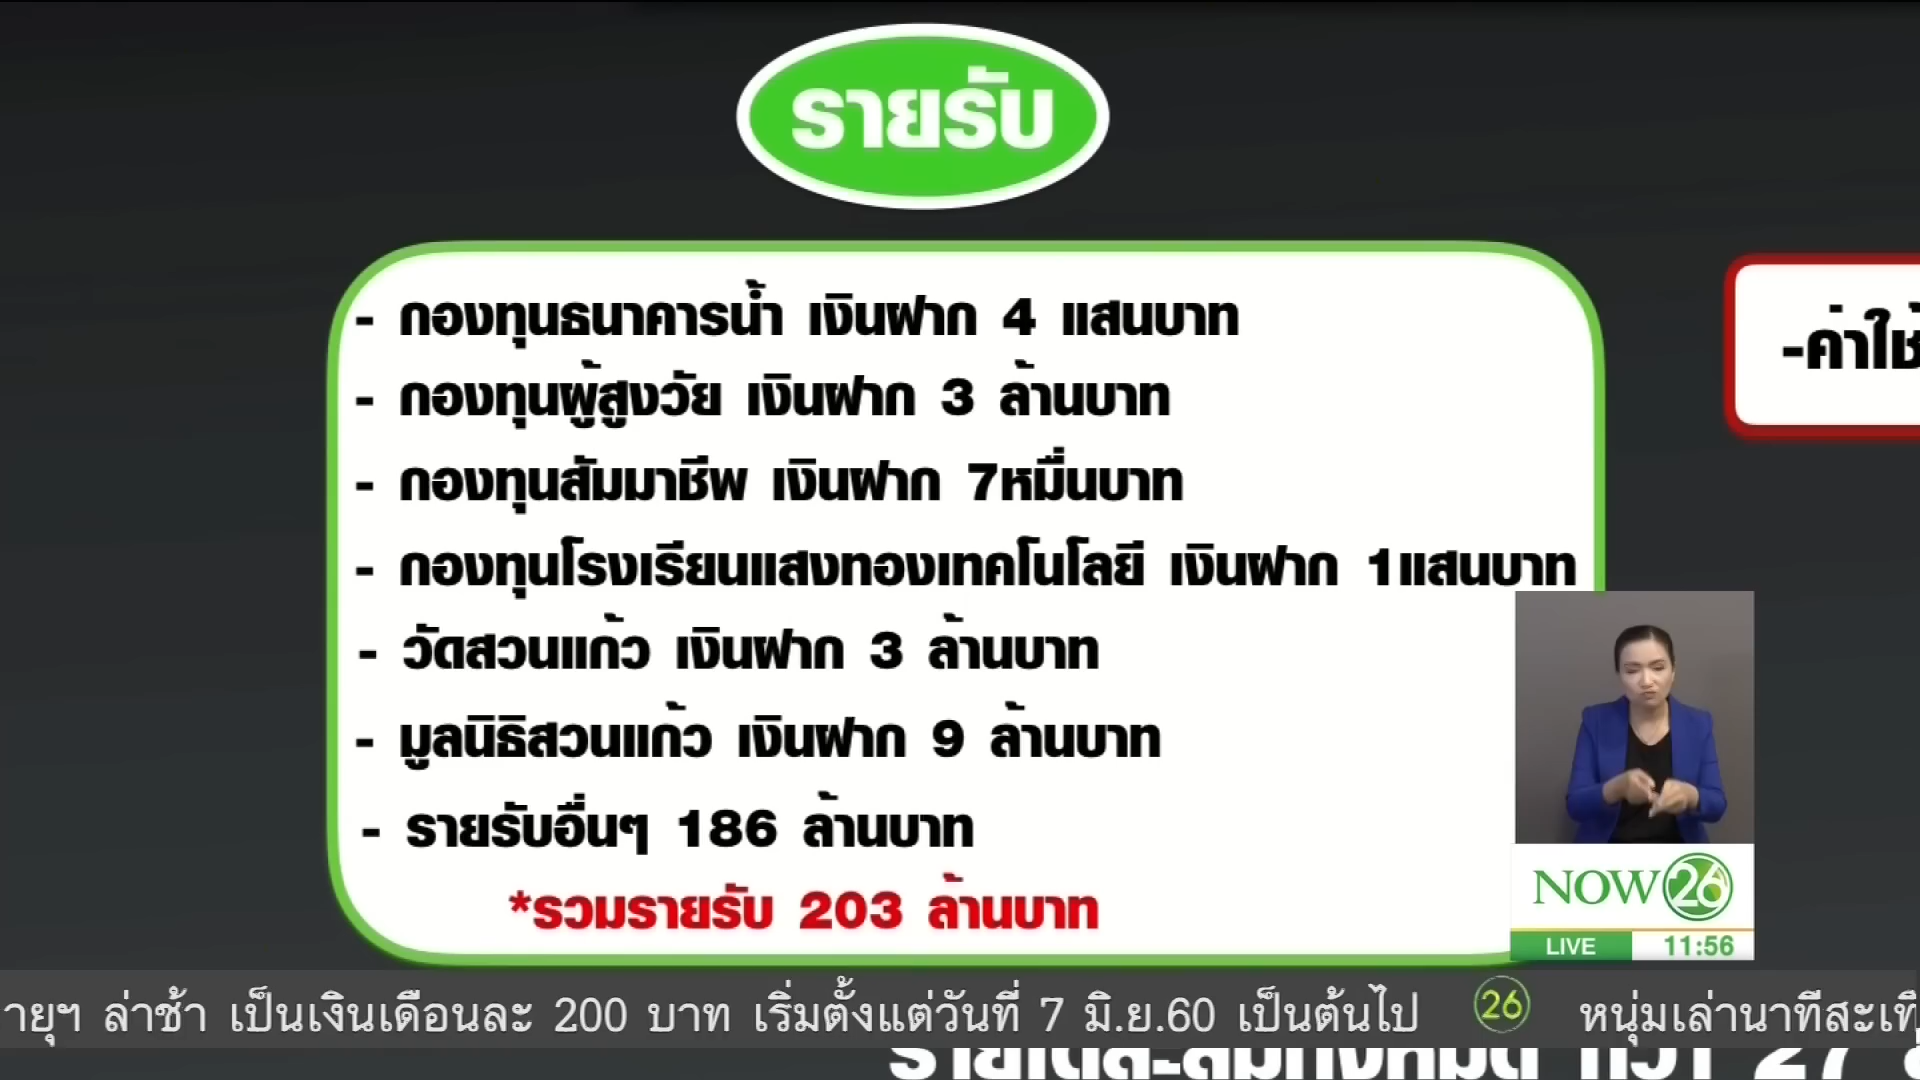 รายรับ
- กองทุนธนาคารน้ำ เงินฝาก 4 แสนบาท
- กองทุนผู้สูงวัย เงินฝาก 3 ล้านบาท
- กองทุนสัมมาชีพ เงินฝาก 7หมื่นบาท
- กองทุนโรงเรียนแสงทองเทคโนโลยี เงินฝาก 1แสนบาท
- วัดสวนแก้ว เงินฝาก 3 ล้านบาท
- มูลนิธิสวนแก้ว เงินฝาก 9 ล้านบาท
- รายรับอื่นๆ 186 ล้านบาท
*รวมรายรับ 203 ล้านบาท
-ค่าใช้
NOW26
LIVE 11:56
ายุฯ ล่าช้า เป็นเงินเดือนละ 200 บาท เริ่มตั้งแต่วันที่ 7 มิ.ย.60 เป็นต้นไป 26 หนุ่มเล่านาทีสะเทื
27